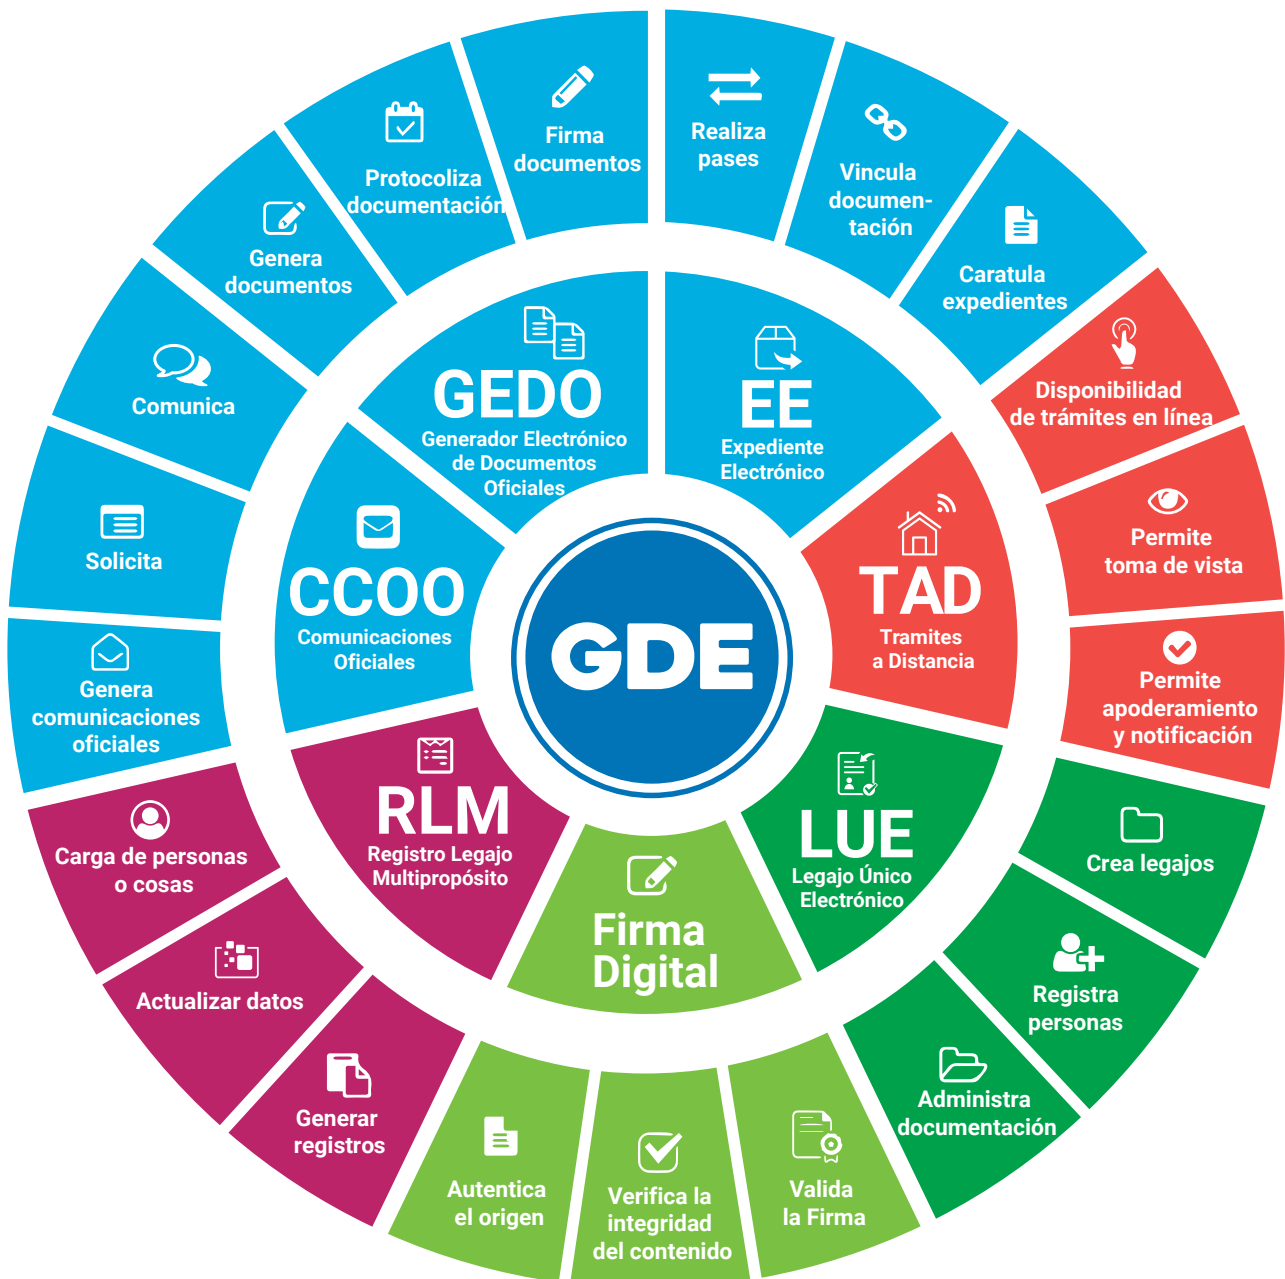 Firma
documentos
Realiza
pases
Vincula
documen-
tación
Caratula
expedientes
Disponibilidad
de trámites en línea
Permite
toma de vista
Permite
apoderamiento
y notificación
Crea legajos
Registra
personas
Administra
documentación
Valida
la Firma
Verifica la
integridad
del contenido
Autentica
el origen
Generar
registros
Actualizar datos
Carga de personas
o cosas
Genera
comunicaciones
oficiales
Solicita
Comunica
Genera
documentos
Protocoliza
documentación
GEDO
Generador Electrónico
de Documentos
Oficiales
EE
Expediente
Electrónico
TAD
Tramites
a Distancia
LUE
Legajo Único
Electrónico
Firma
Digital
RLM
Registro Legajo
Multipropósito
CCOO
Comunicaciones
Oficiales
GDE